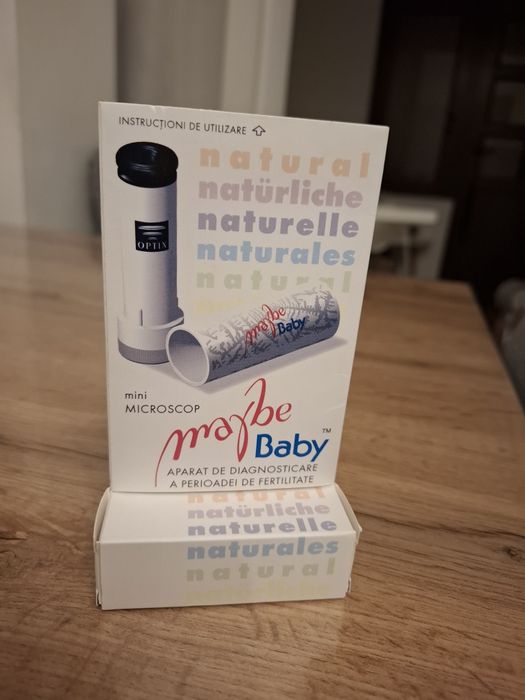 INSTRUCȚIONI DE UTILIZARE
natural
natürliche
naturelle
naturales
natural
OPTIX
maybe
Baby
mini
MICROSCOP
maybe
Baby™
APARAT DE DIAGNOSTICARE
A PERIOADEI DE FERTILITATE
natural
natürliche
naturelle
naturales
natural